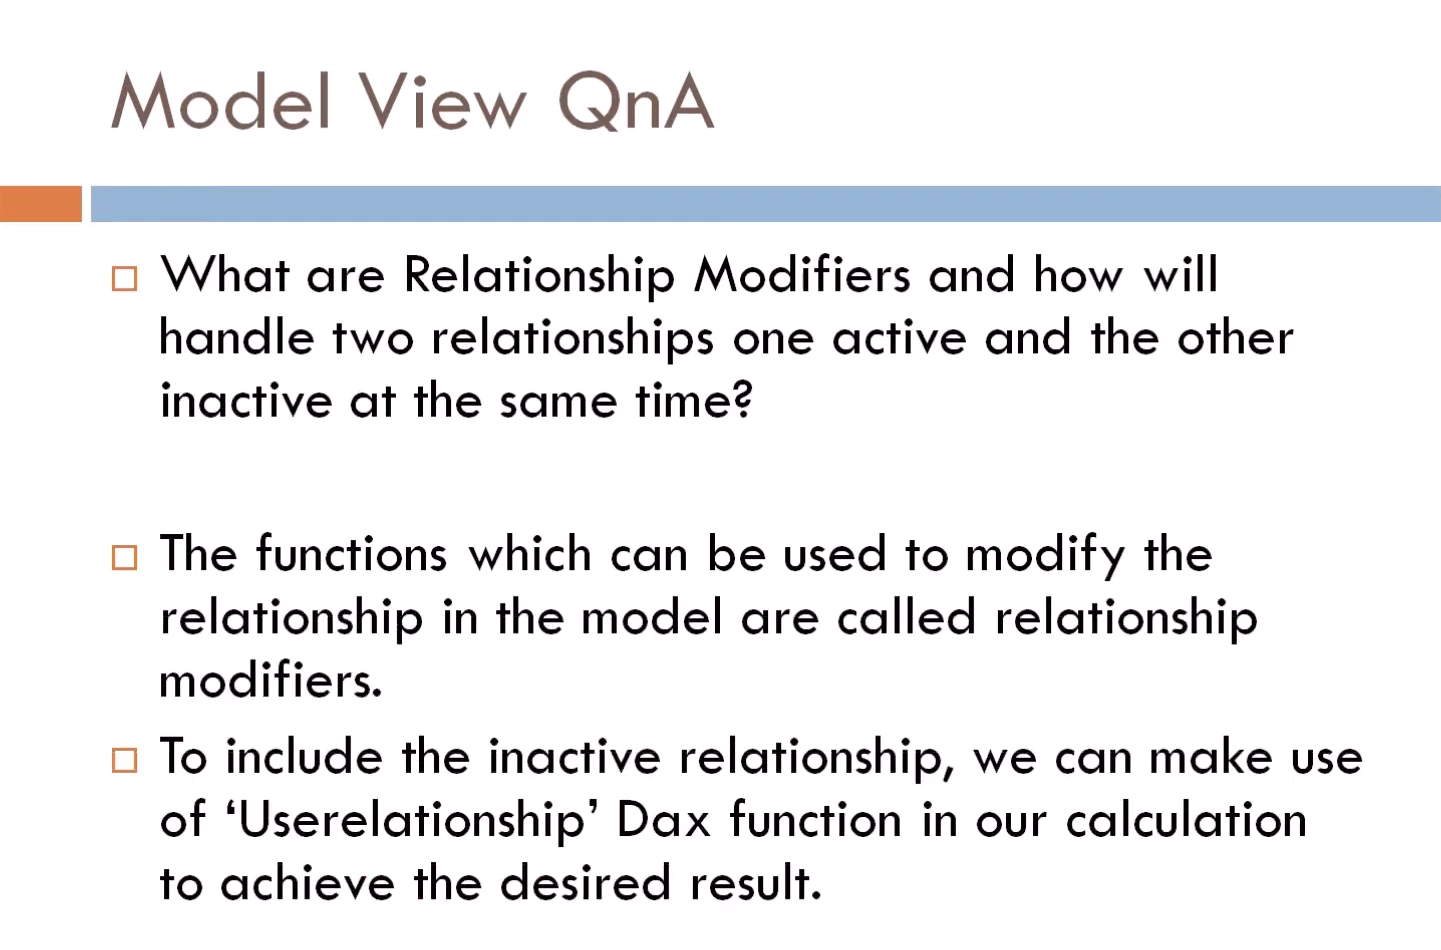 Model View QnA
What are Relationship Modifiers and how will
handle two relationships one active and the other
inactive at the same time?
The functions which can be used to modify the
relationship in the model are called relationship
modifiers.
To include the inactive relationship, we can make use
of ‘Userelationship’ Dax function in our calculation
to achieve the desired result.